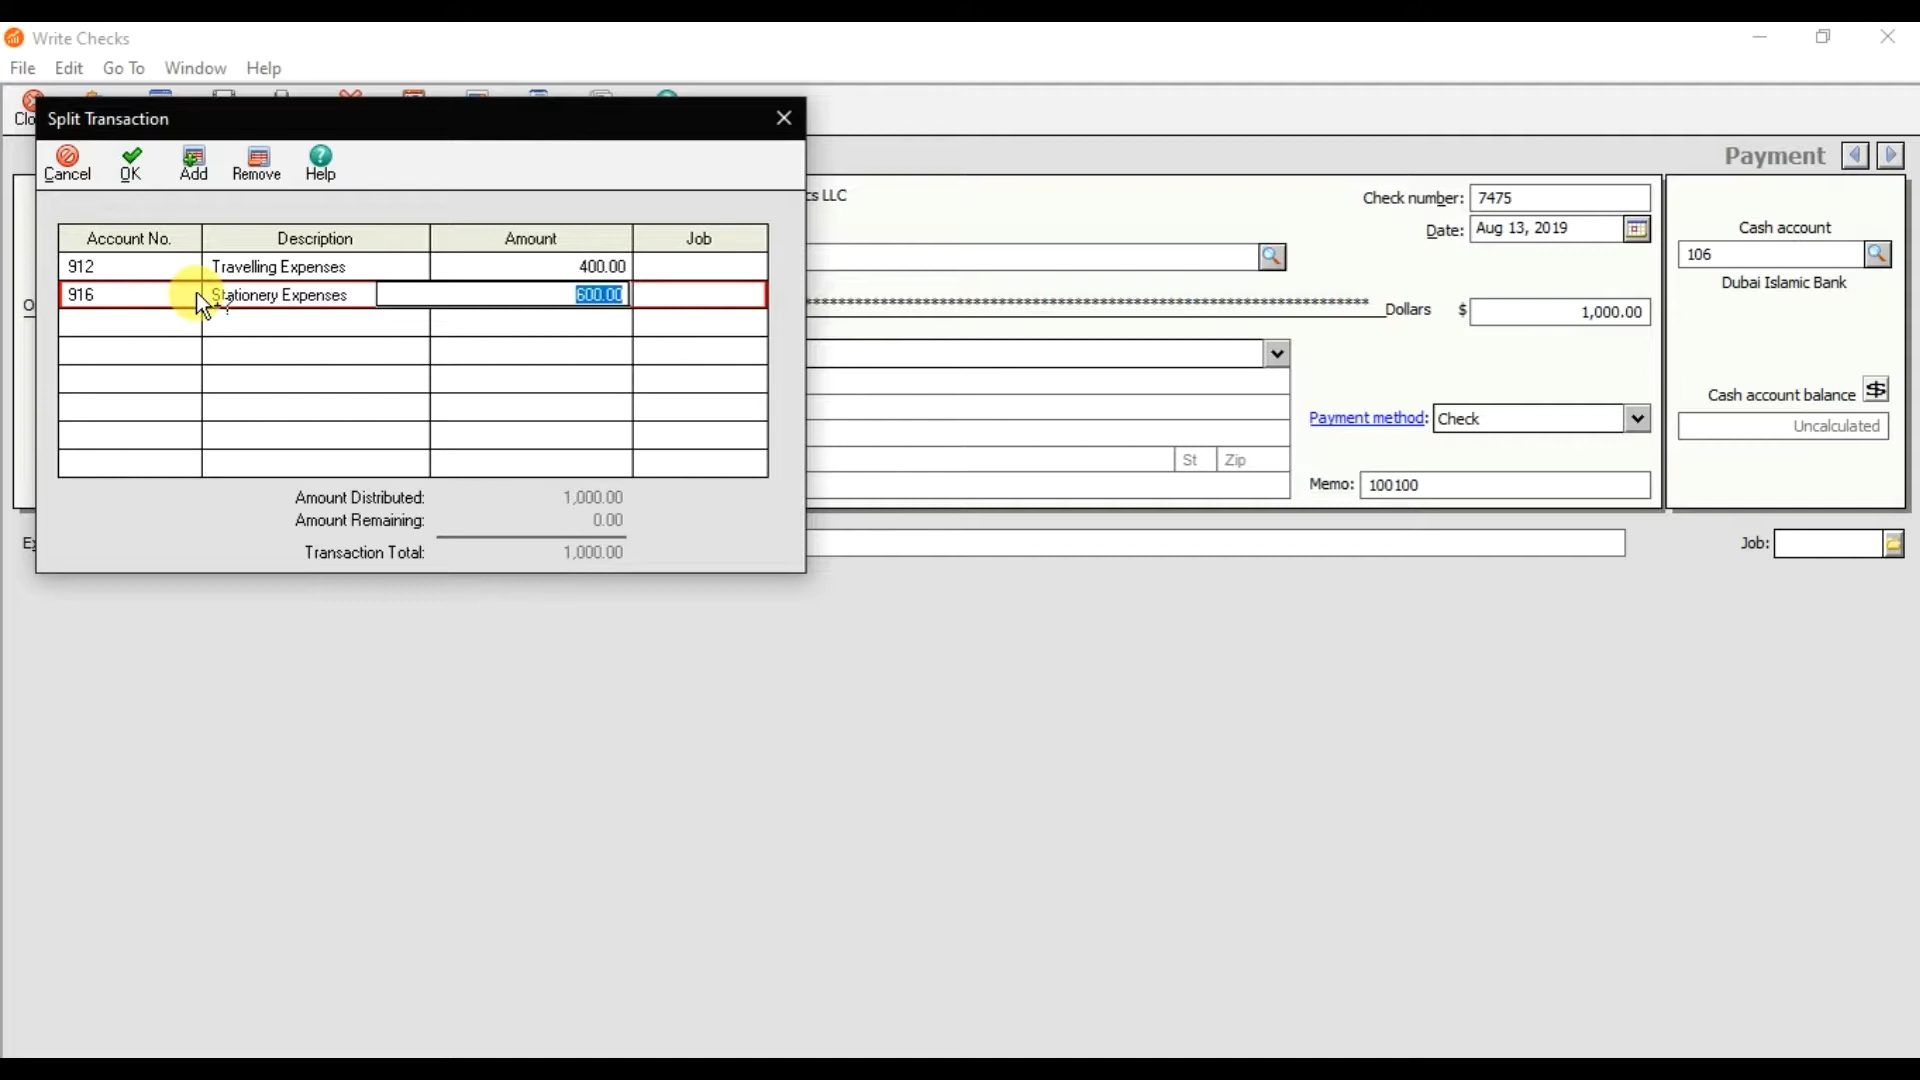 Write Checks
File Edit Go To Window Help
Split Transaction
Cancel OK Add Remove Help
Account No. Description Amount Job
912 Travelling Expenses 400.00
916 Stationery Expenses 600.00
Amount Distributed: 1,000.00
Amount Remaining: 0.00
Transaction Total: 1,000.00
Payment
LLC
Check number: 7475
Date: Aug 13, 2019
Dollars $ 1,000.00
St Zip
Payment method: Check
Memo: 100100
Cash account
106
Dubai Islamic Bank
Cash account balance
Uncalculated
Job: